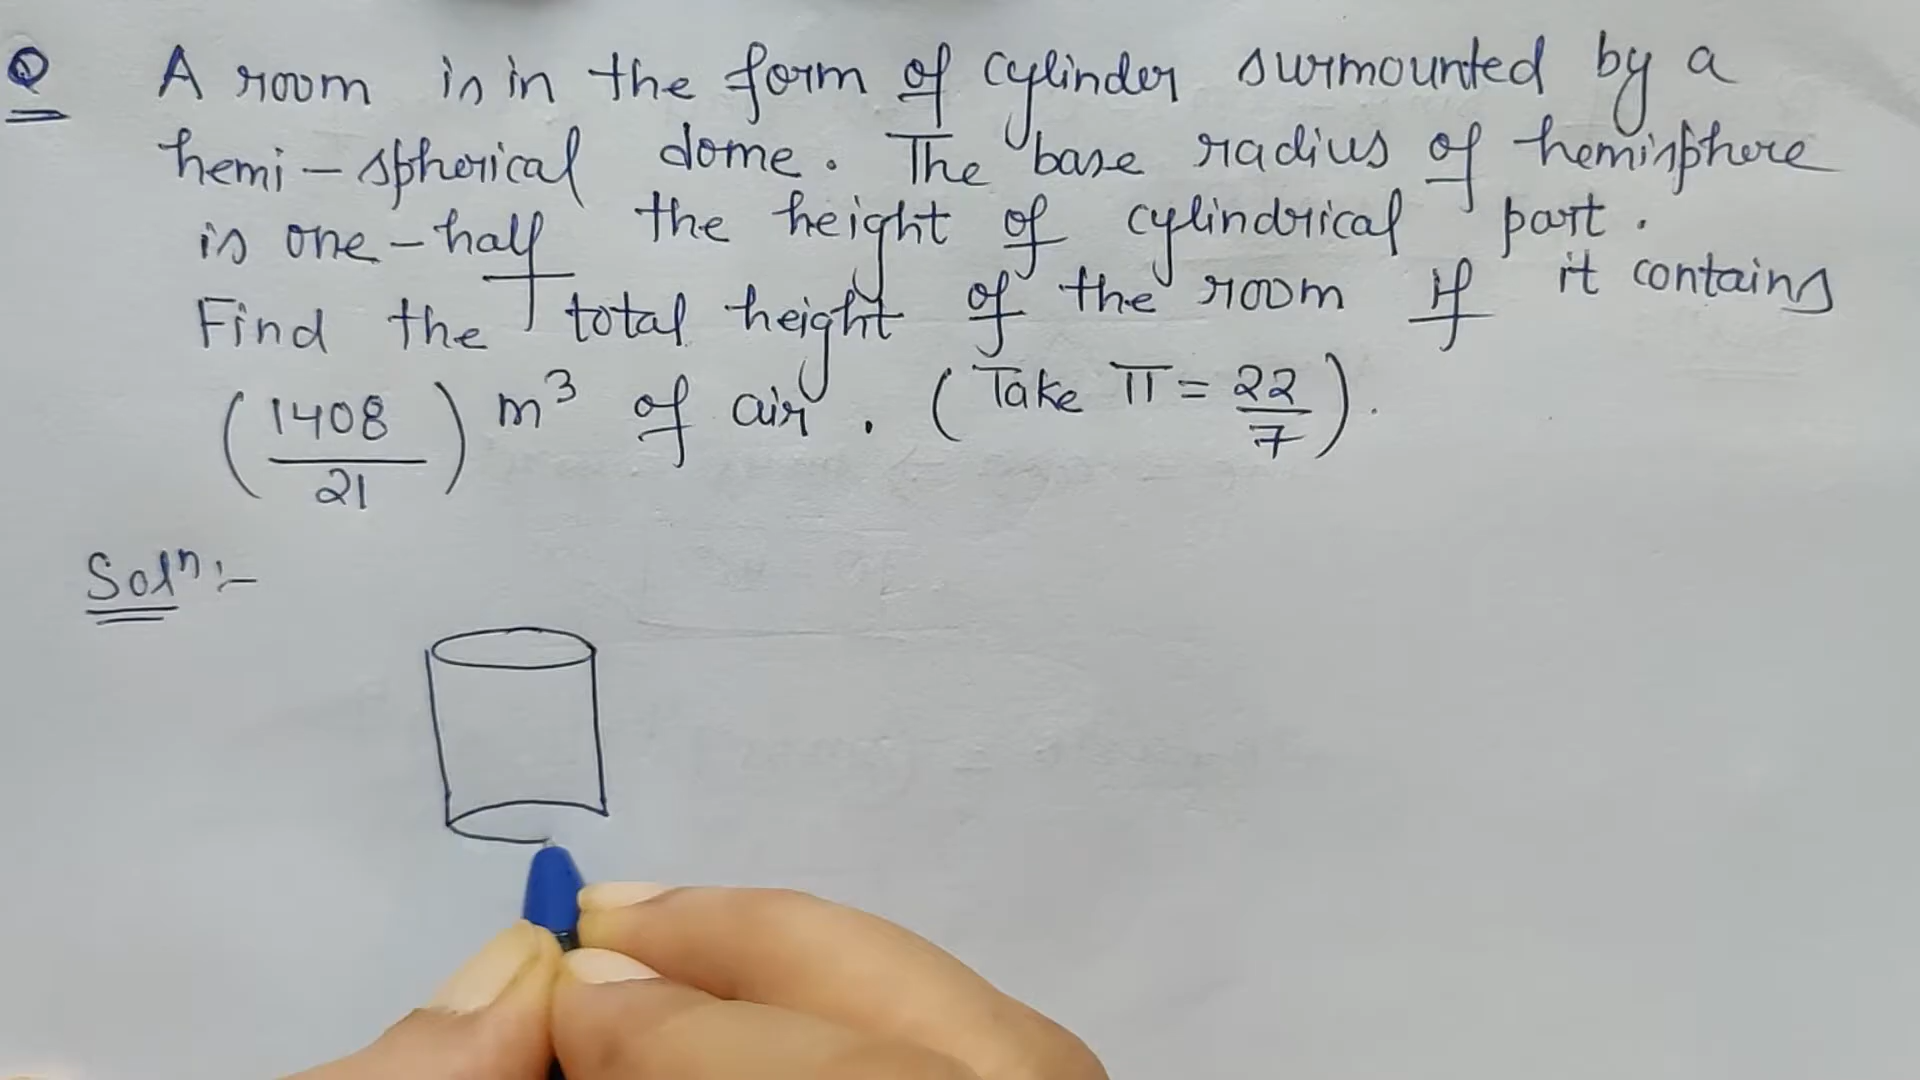 Q A room is in the form of cylinder surmounted by a
hemi-spherical dome. The base radius of hemisphere
is one-half the height of cylindrical part.
Find the total height of the room if it contains
(1408/21) m³ of air. (Take π = 22/7).
Solⁿ:-